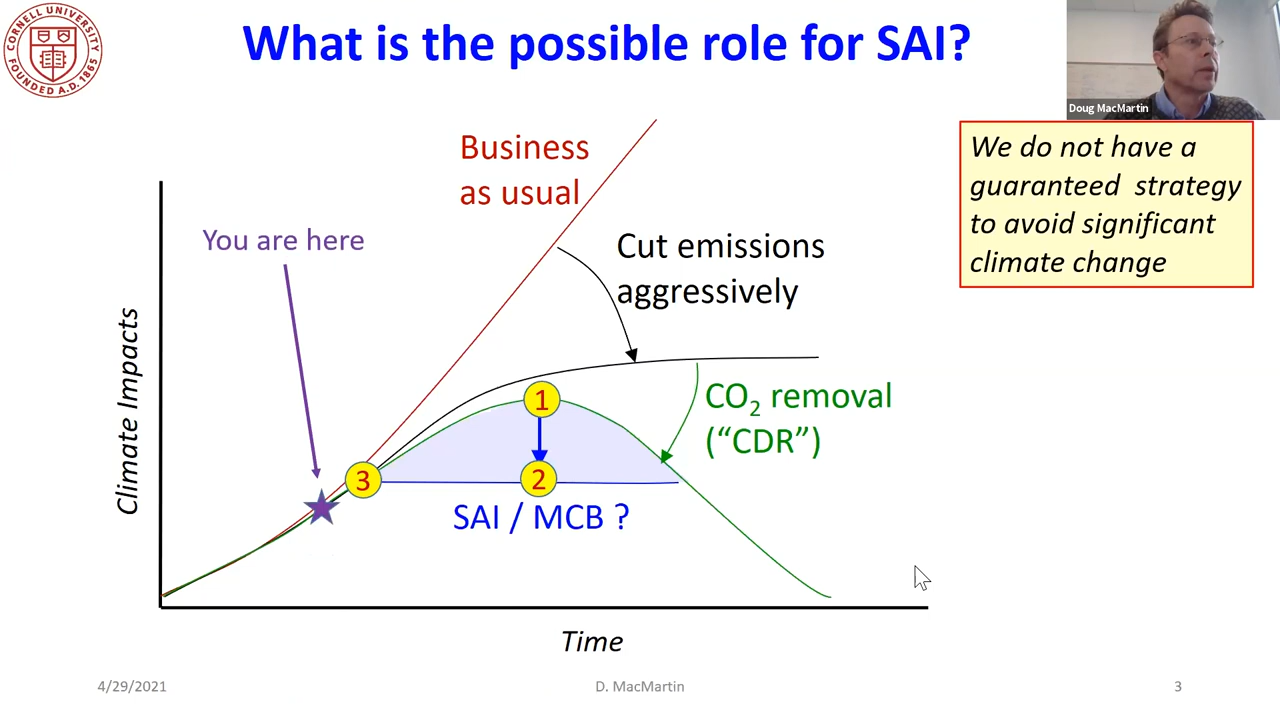 CORNELL UNIVERSITY
FOUNDED A.D. 1865
What is the possible role for SAI?
Doug MacMartin
We do not have a
guaranteed strategy
to avoid significant
climate change
Business
as usual
You are here
Cut emissions
aggressively
CO₂ removal
("CDR")
1
2
3
SAI / MCB ?
Climate Impacts
Time
4/29/2021
D. MacMartin
3